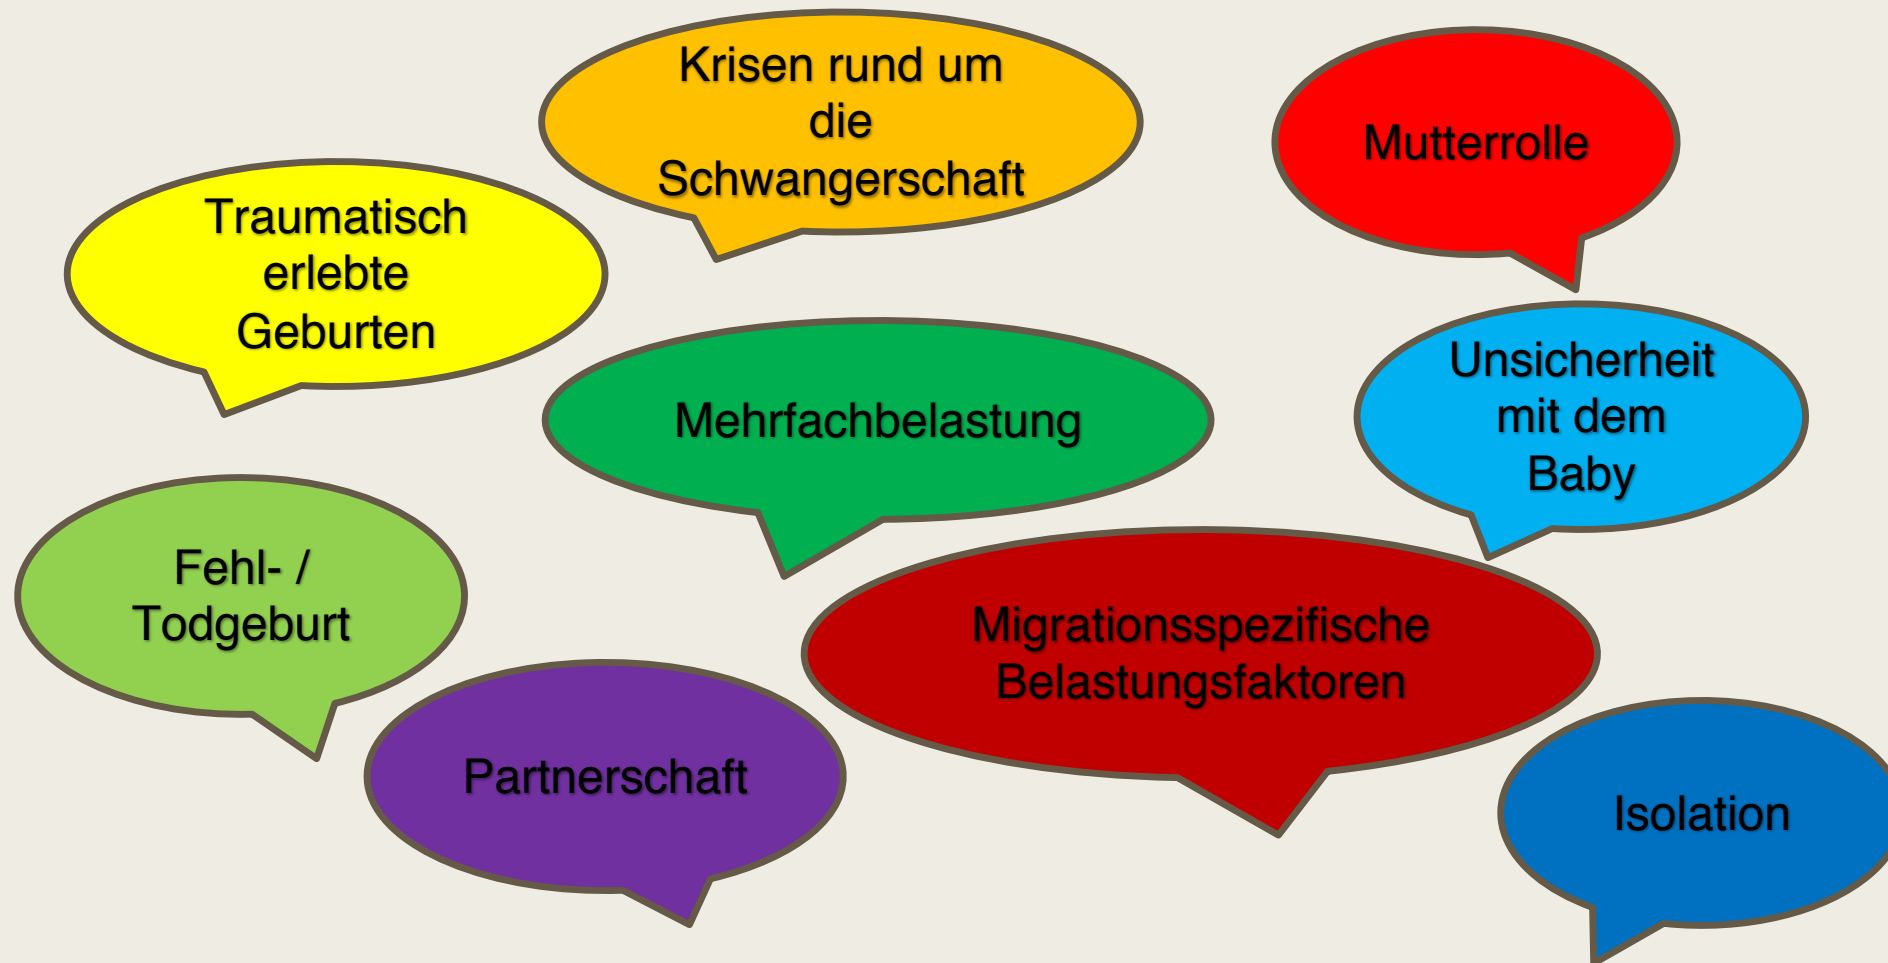 Krisen rund um
die
Schwangerschaft
Mutterrolle
Traumatisch
erlebte
Geburten
Mehrfachbelastung
Unsicherheit
mit dem
Baby
Fehl- /
Todgeburt
Migrationsspezifische
Belastungsfaktoren
Partnerschaft
Isolation